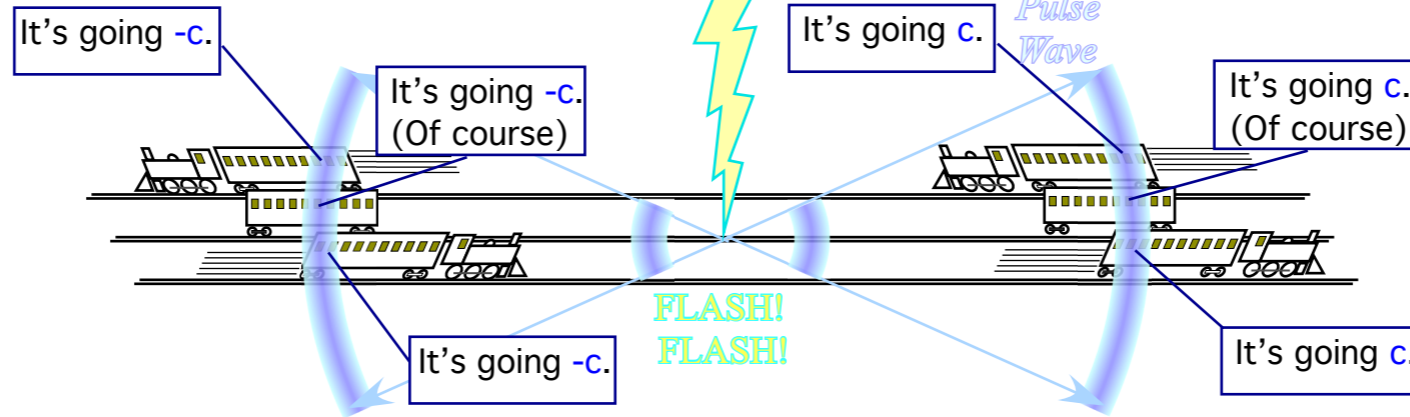 It's going -c.
It's going -c.
(Of course)
It's going -c.
FLASH!
FLASH!
It's going c.
Pulse
Wave
It's going c.
(Of course)
It's going c.